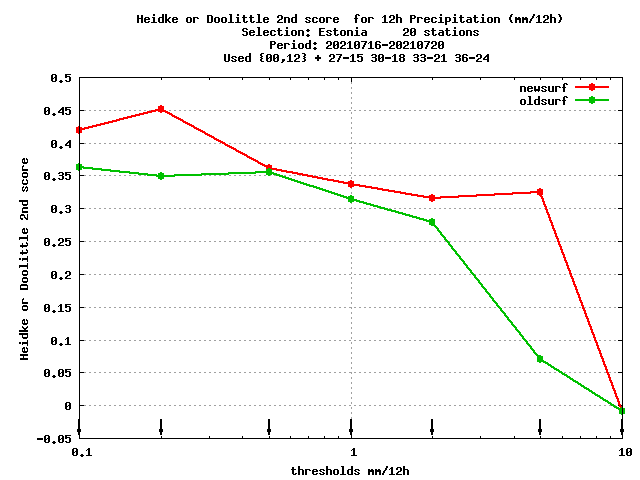 Heidke or Doolittle 2nd score  for 12h Precipitation (mm/12h)
Selection: Estonia     20 stations
Period: 20210716-20210720
Used {00,12} + 27-15 30-18 33-21 36-24
newsurf
oldsurf
Heidke or Doolittle 2nd score
0.5
0.45
0.4
0.35
0.3
0.25
0.2
0.15
0.1
0.05
0
-0.05
0.1 1 10
thresholds mm/12h